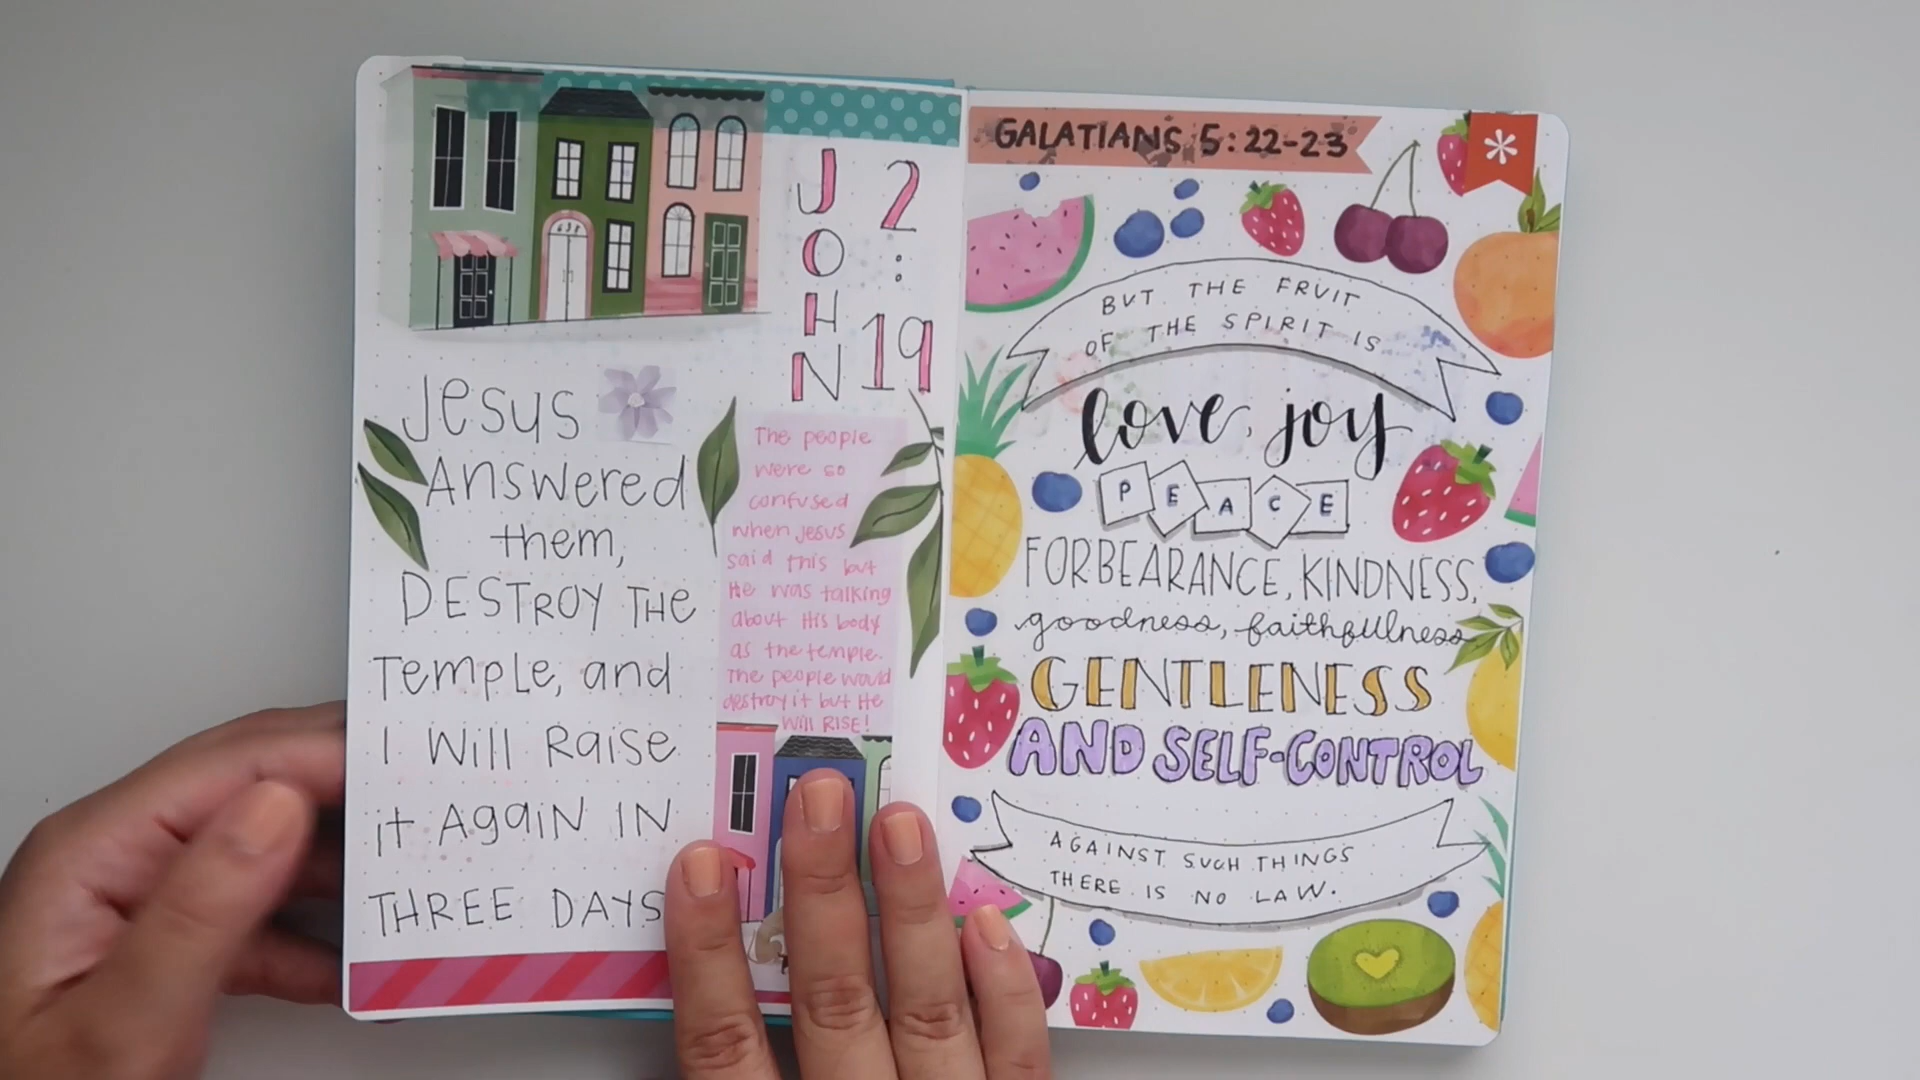 JOHN
2:19
Jesus
Answered
them,
DESTROY THE
Temple, and
I Will Raise
it Again IN
THREE DAYS
The people
were so
confused
when Jesus
said this but
He was talking
about His body
as the temple.
The people would
destroy it but He
Will RISE!
GALATIANS 5:22-23
BUT THE FRUIT
OF THE SPIRIT IS
love, joy
PEACE
FORBEARANCE, KINDNESS,
goodness, faithfulness
GENTLENESS
AND SELF-CONTROL
AGAINST SUCH THINGS
THERE IS NO LAW.